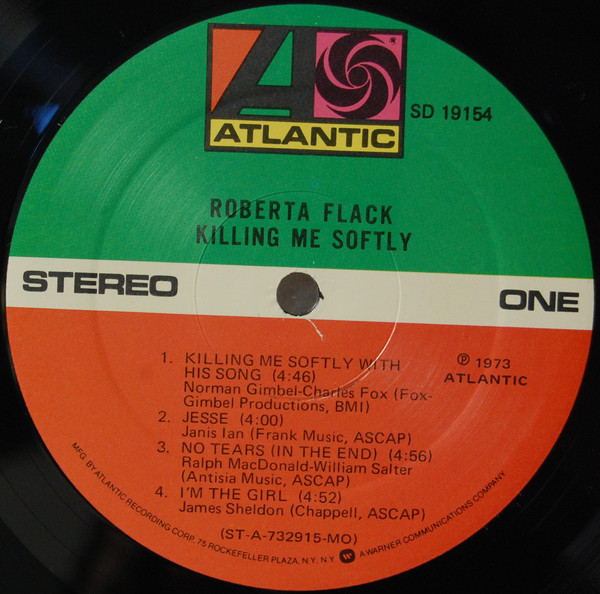 ATLANTIC
SD 19154
ROBERTA FLACK
KILLING ME SOFTLY
STEREO
ONE
1. KILLING ME SOFTLY WITH
HIS SONG (4:46)
Norman Gimbel-Charles Fox (Fox-
Gimbel Productions, BMI)
2. JESSE (4:00)
Janis Ian (Frank Music, ASCAP)
3. NO TEARS (IN THE END) (4:56)
Ralph MacDonald-William Salter
(Antisia Music, ASCAP)
4. I'M THE GIRL (4:52)
James Sheldon (Chappell, ASCAP)
℗ 1973
ATLANTIC
(ST-A-732915-MO)
MFG. BY ATLANTIC RECORDING CORP. 75 ROCKEFELLER PLAZA, N.Y. N.Y. A WARNER COMMUNICATIONS COMPANY